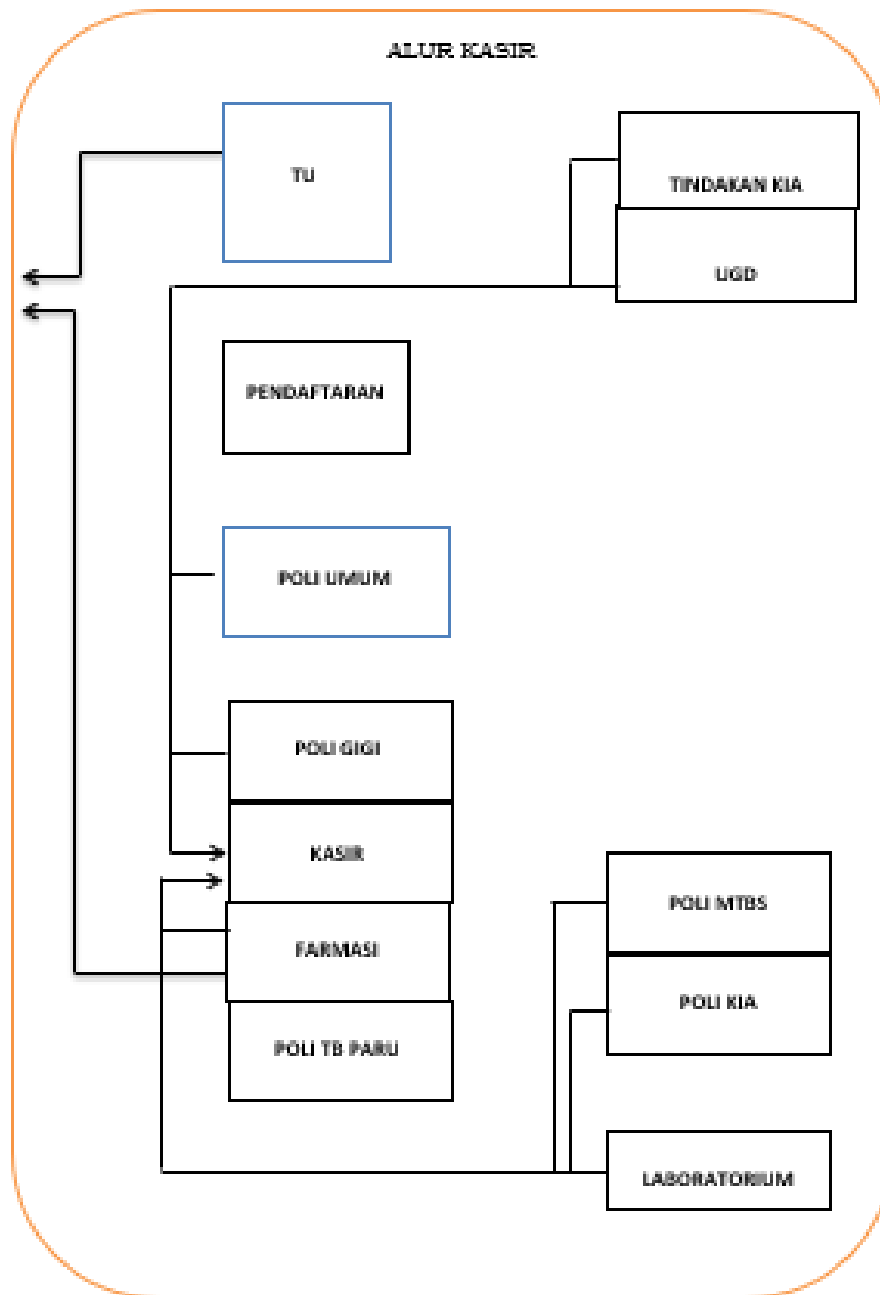 ALUR KASIR
TU
TINDAKAN KIA
UGD
PENDAFTARAN
POLI UMUM
POLI GIGI
KASIR
POLI MTBS
FARMASI
POLI KIA
POLI TB PARU
LABORATORIUM